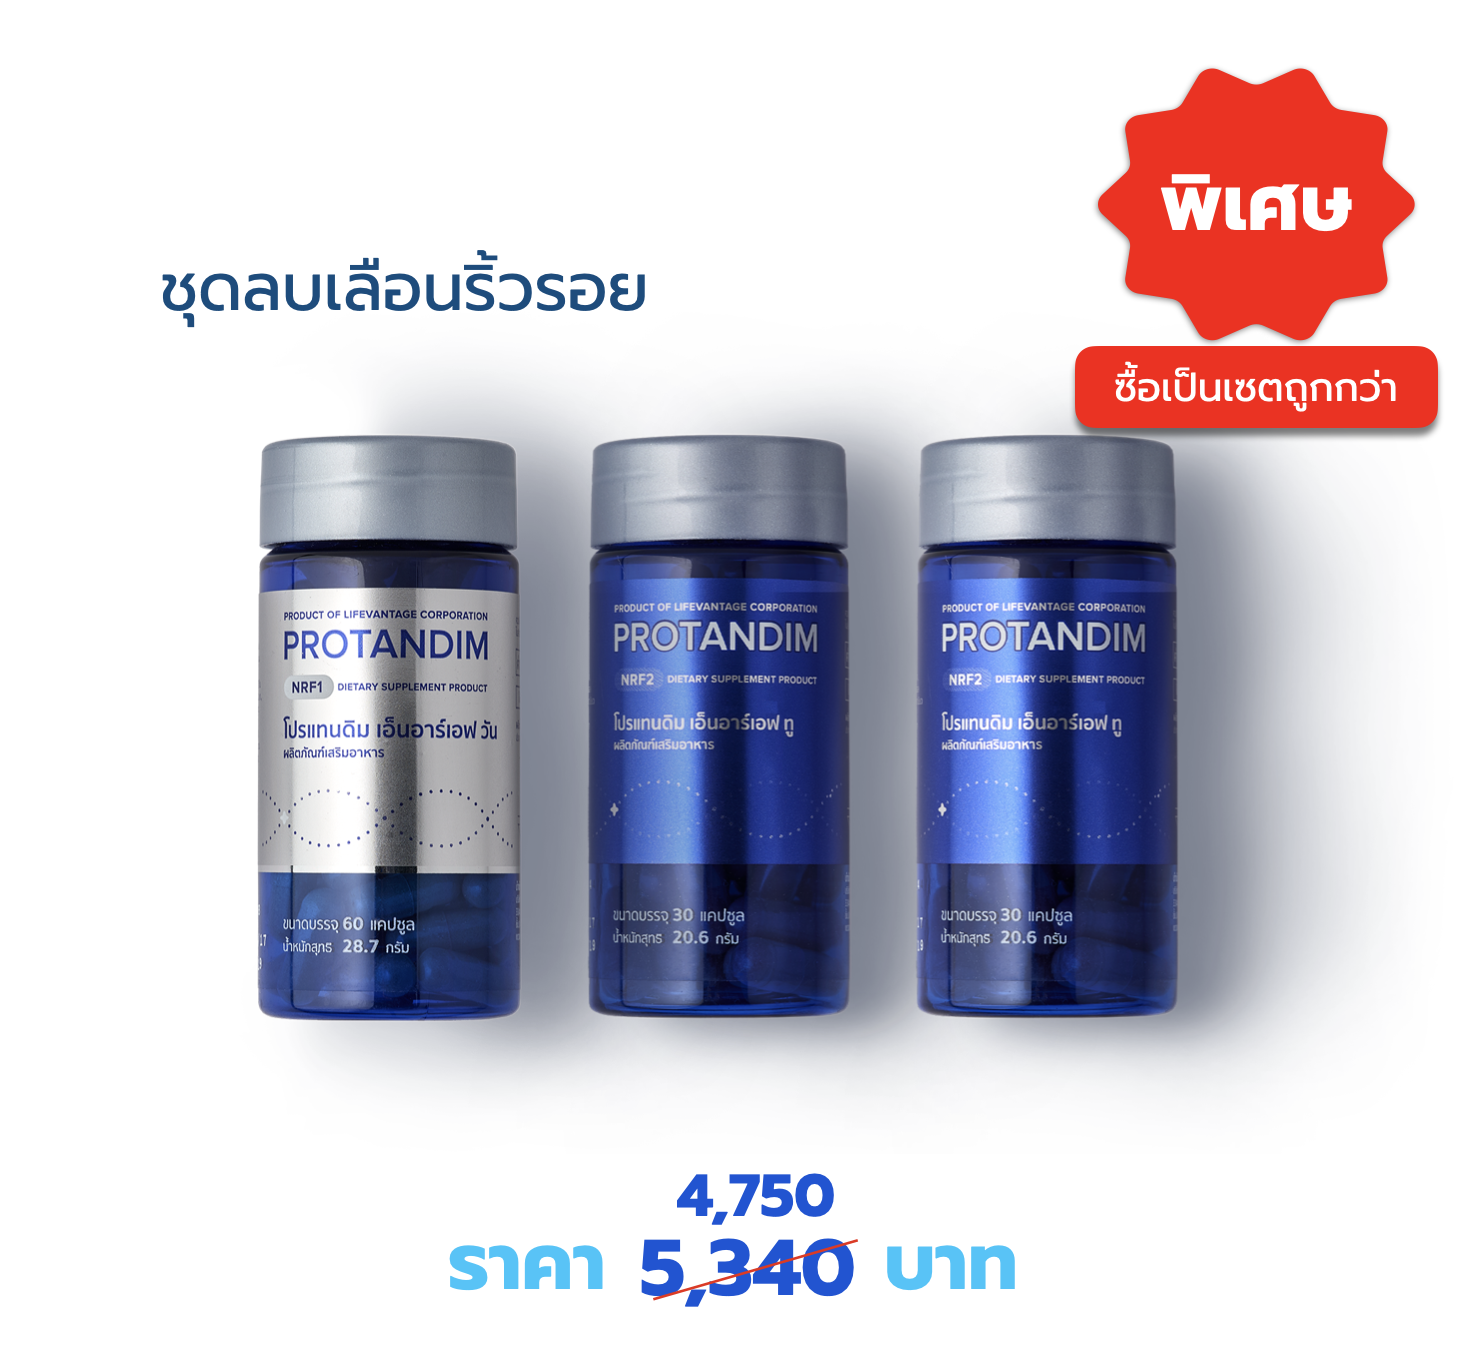 พิเศษ
ซื้อเป็นเซตถูกกว่า
ชุดลบเลือนริ้วรอย
PRODUCT OF LIFEVANTAGE CORPORATION
PROTANDIM
NRF1 DIETARY SUPPLEMENT PRODUCT
โปรแทนดิม เอ็นอาร์เอฟ วัน
ผลิตภัณฑ์เสริมอาหาร
ขนาดบรรจุ 60 แคปซูล
น้ำหนักสุทธิ 28.7 กรัม
PRODUCT OF LIFEVANTAGE CORPORATION
PROTANDIM
NRF2 DIETARY SUPPLEMENT PRODUCT
โปรแทนดิม เอ็นอาร์เอฟ ทู
ผลิตภัณฑ์เสริมอาหาร
ขนาดบรรจุ 30 แคปซูล
น้ำหนักสุทธิ 20.6 กรัม
PRODUCT OF LIFEVANTAGE CORPORATION
PROTANDIM
NRF2 DIETARY SUPPLEMENT PRODUCT
โปรแทนดิม เอ็นอาร์เอฟ ทู
ผลิตภัณฑ์เสริมอาหาร
ขนาดบรรจุ 30 แคปซูล
น้ำหนักสุทธิ 20.6 กรัม
4,750
ราคา 5,340 บาท